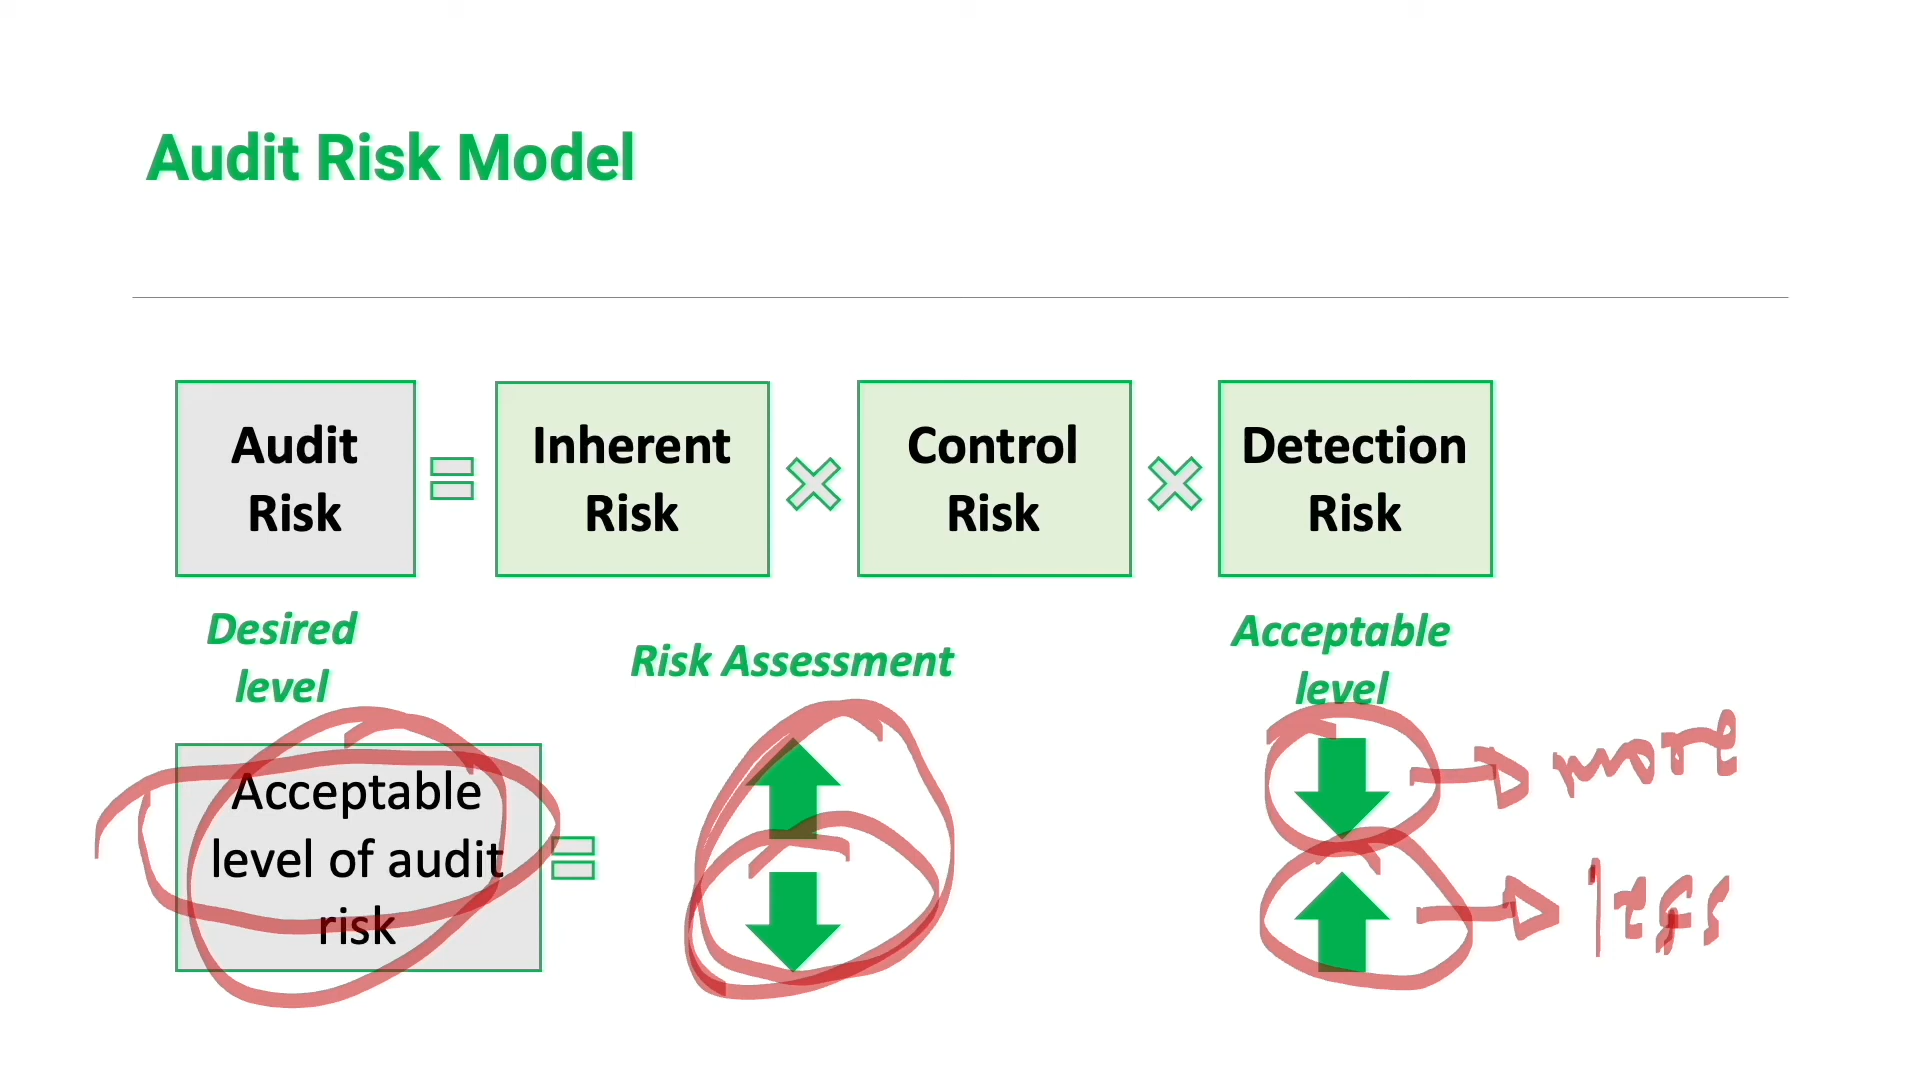 Audit Risk Model
Audit
Risk
Inherent
Risk
Control
Risk
Detection
Risk
Desired
level
Risk Assessment
Acceptable
level
Acceptable
level of audit
risk
more
less